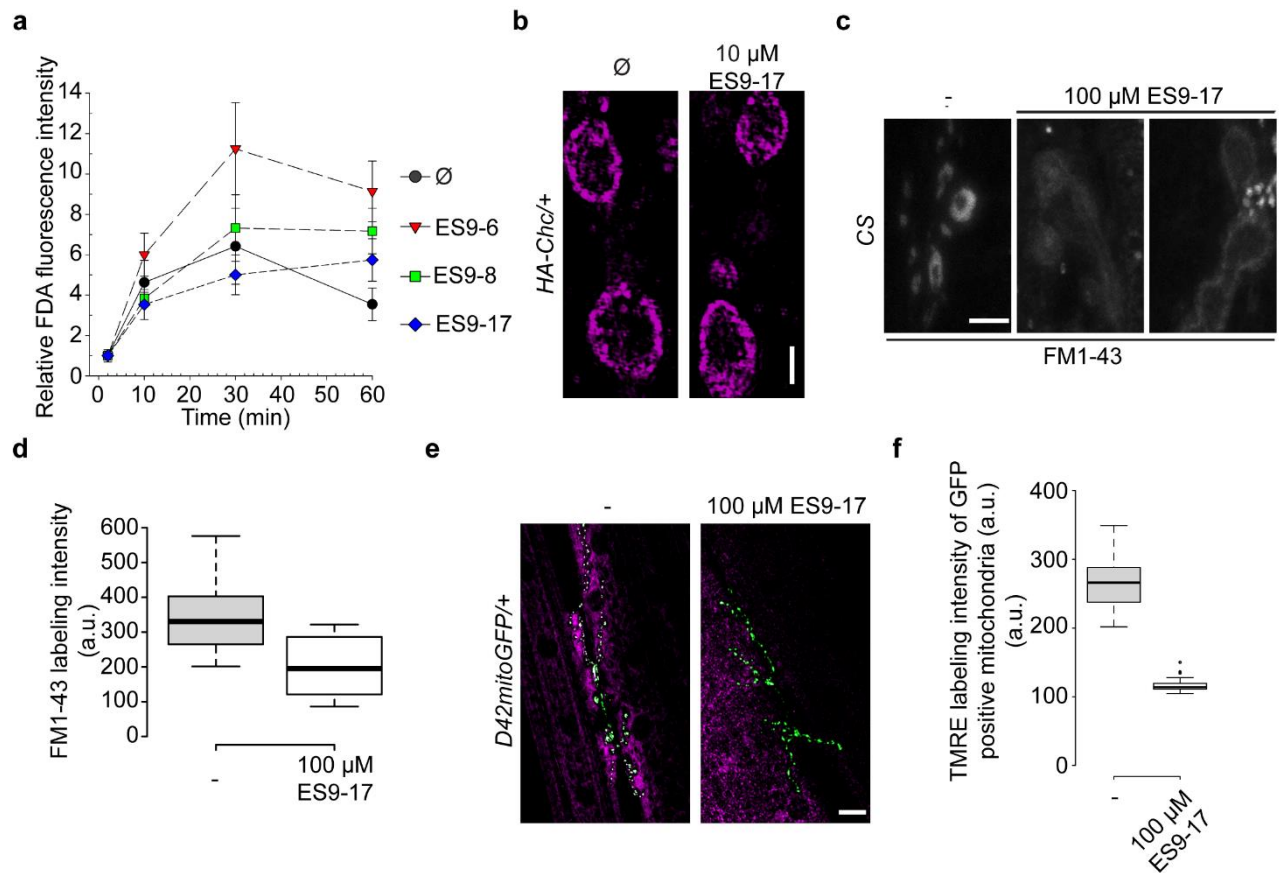 a
Relative FDA fluorescence intensity
14
12
10
8
6
4
2
0
0 10 20 30 40 50 60
Time (min)
Ø
ES9-6
ES9-8
ES9-17
b
Ø
10 µM
ES9-17
HA-Chc/+
c
-
100 µM ES9-17
CS
FM1-43
d
FM1-43 labeling intensity
(a.u.)
600
500
400
300
200
100
0
-
100 µM
ES9-17
e
-
100 µM ES9-17
D42mitoGFP/+
f
TMRE labeling intensity of GFP
positive mitochondria (a.u.)
(a.u.)
400
300
200
100
0
-
100 µM
ES9-17